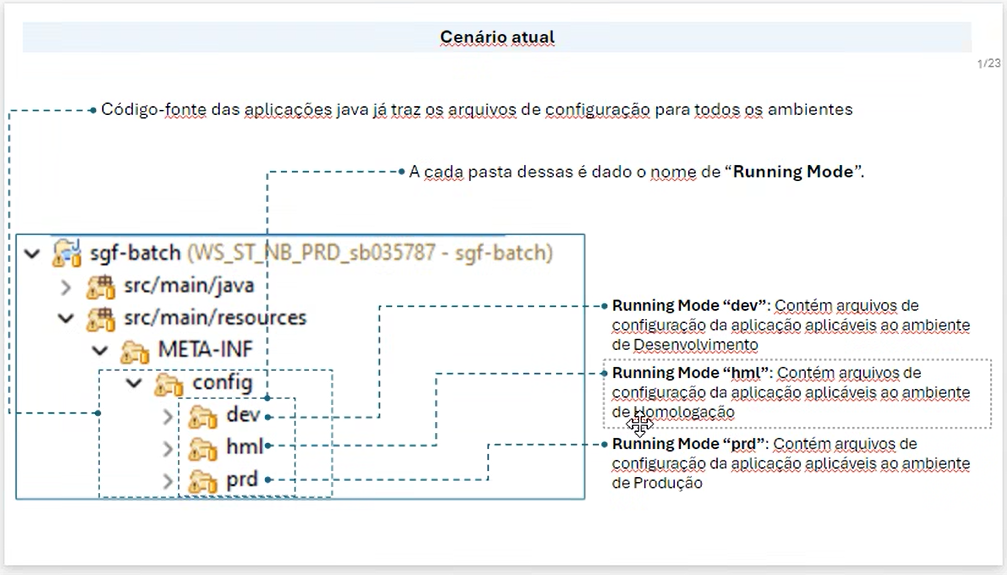 Cenário atual
1/23
Código-fonte das aplicações java já traz os arquivos de configuração para todos os ambientes
A cada pasta dessas é dado o nome de “Running Mode”.
sgf-batch (WS_ST_NB_PRD_sb035787 - sgf-batch)
src/main/java
src/main/resources
META-INF
config
dev
hml
prd
Running Mode “dev”: Contém arquivos de
configuração da aplicação aplicáveis ao ambiente
de Desenvolvimento
Running Mode “hml”: Contém arquivos de
configuração da aplicação aplicáveis ao ambiente
de Homologação
Running Mode “prd”: Contém arquivos de
configuração da aplicação aplicáveis ao ambiente
de Produção